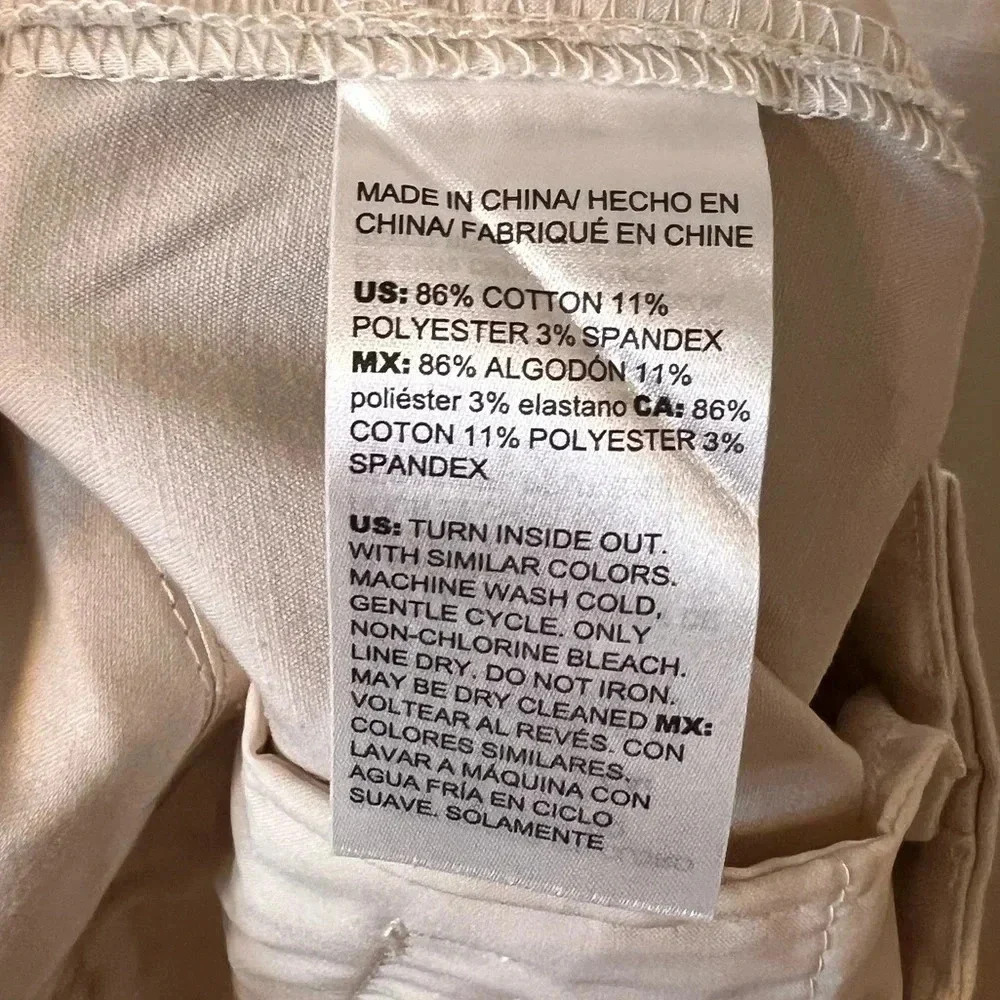 MADE IN CHINA/ HECHO EN
CHINA/ FABRIQUÉ EN CHINE
US: 86% COTTON 11%
POLYESTER 3% SPANDEX
MX: 86% ALGODÓN 11%
poliéster 3% elastano CA: 86%
COTON 11% POLYESTER 3%
SPANDEX
US: TURN INSIDE OUT.
WITH SIMILAR COLORS.
MACHINE WASH COLD,
GENTLE CYCLE. ONLY
NON-CHLORINE BLEACH.
LINE DRY. DO NOT IRON.
MAY BE DRY CLEANED MX:
VOLTEAR AL REVÉS. CON
COLORES SIMILARES.
LAVAR A MÁQUINA CON
AGUA FRÍA EN CICLO
SUAVE. SOLAMENTE